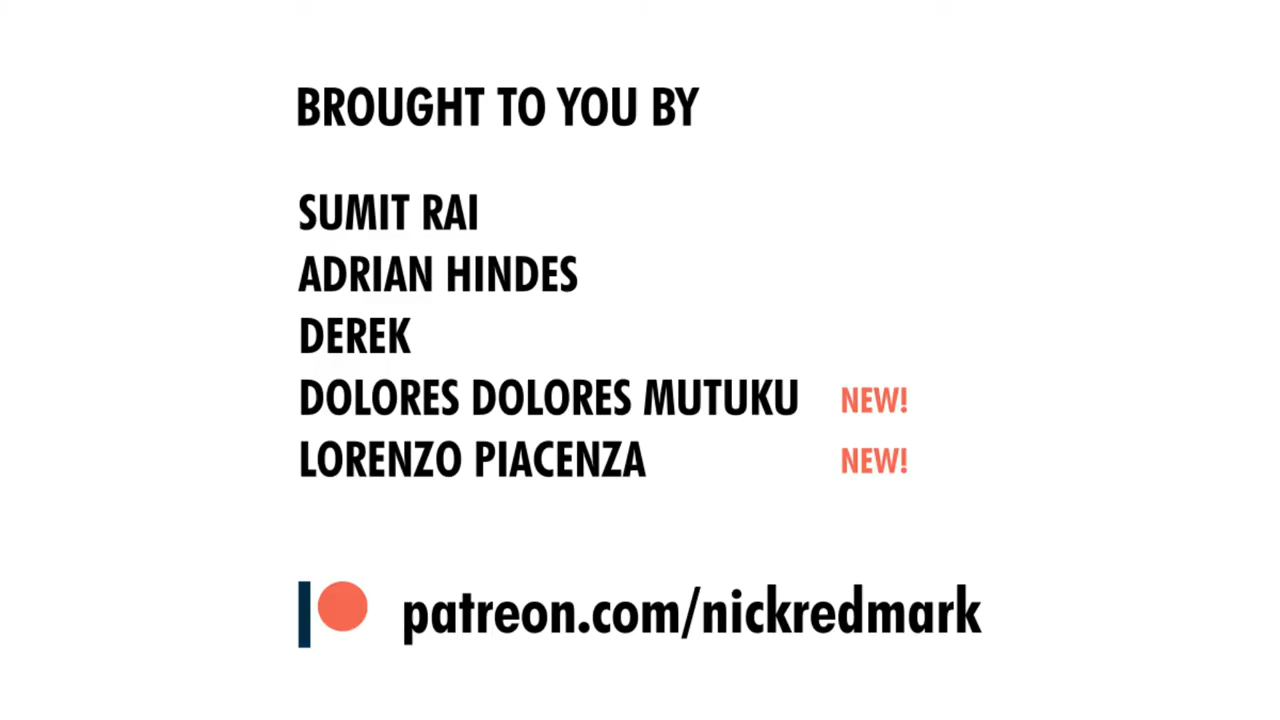 BROUGHT TO YOU BY
SUMIT RAI
ADRIAN HINDES
DEREK
DOLORES DOLORES MUTUKU NEW!
LORENZO PIACENZA NEW!
patreon.com/nickredmark